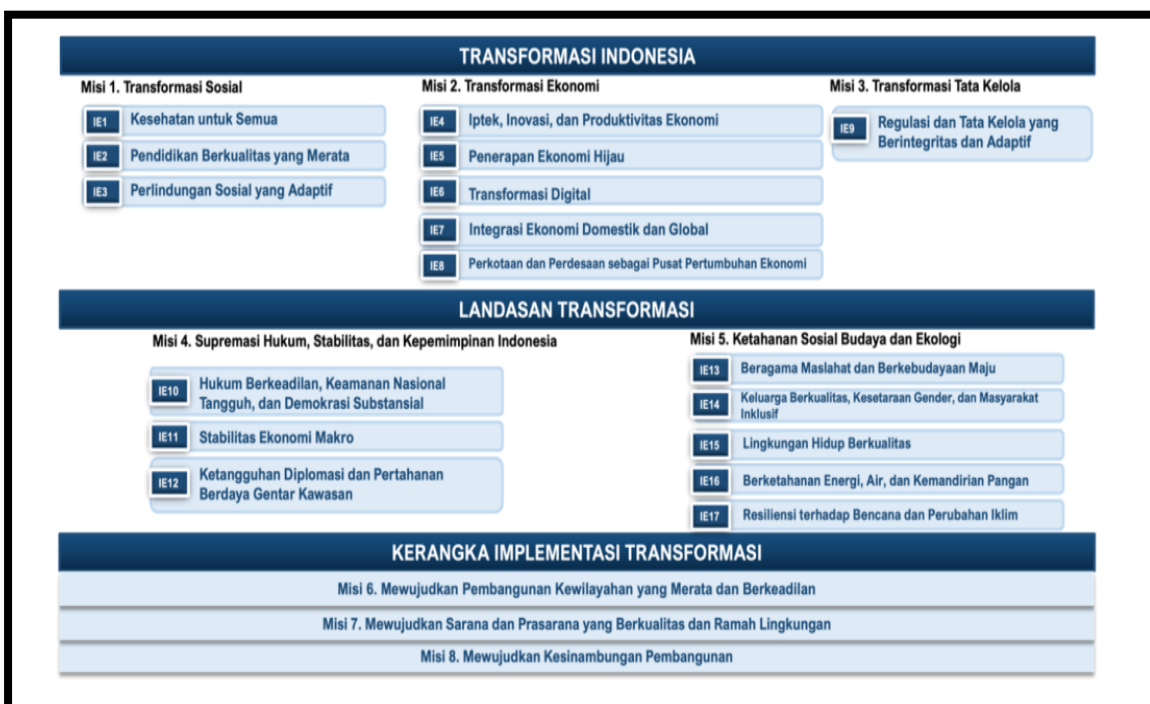 TRANSFORMASI INDONESIA
Misi 1. Transformasi Sosial
IE1 Kesehatan untuk Semua
IE2 Pendidikan Berkualitas yang Merata
IE3 Perlindungan Sosial yang Adaptif
Misi 2. Transformasi Ekonomi
IE4 Iptek, Inovasi, dan Produktivitas Ekonomi
IE5 Penerapan Ekonomi Hijau
IE6 Transformasi Digital
IE7 Integrasi Ekonomi Domestik dan Global
IE8 Perkotaan dan Perdesaan sebagai Pusat Pertumbuhan Ekonomi
Misi 3. Transformasi Tata Kelola
IE9 Regulasi dan Tata Kelola yang
Berintegritas dan Adaptif
LANDASAN TRANSFORMASI
Misi 4. Supremasi Hukum, Stabilitas, dan Kepemimpinan Indonesia
IE10 Hukum Berkeadilan, Keamanan Nasional
Tangguh, dan Demokrasi Substansial
IE11 Stabilitas Ekonomi Makro
IE12 Ketangguhan Diplomasi dan Pertahanan
Berdaya Gentar Kawasan
Misi 5. Ketahanan Sosial Budaya dan Ekologi
IE13 Beragama Maslahat dan Berkebudayaan Maju
IE14 Keluarga Berkualitas, Kesetaraan Gender, dan Masyarakat
Inklusif
IE15 Lingkungan Hidup Berkualitas
IE16 Berketahanan Energi, Air, dan Kemandirian Pangan
IE17 Resiliensi terhadap Bencana dan Perubahan Iklim
KERANGKA IMPLEMENTASI TRANSFORMASI
Misi 6. Mewujudkan Pembangunan Kewilayahan yang Merata dan Berkeadilan
Misi 7. Mewujudkan Sarana dan Prasarana yang Berkualitas dan Ramah Lingkungan
Misi 8. Mewujudkan Kesinambungan Pembangunan